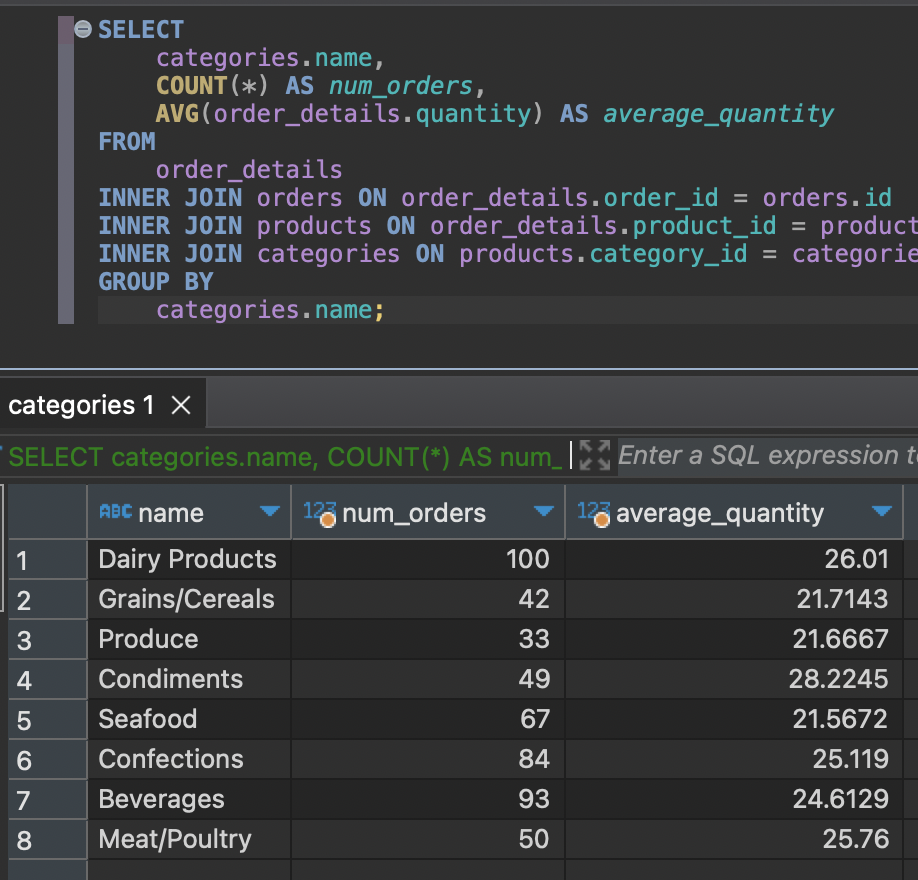 SELECT
categories.name,
COUNT(*) AS num_orders,
AVG(order_details.quantity) AS average_quantity
FROM
order_details
INNER JOIN orders ON order_details.order_id = orders.id
INNER JOIN products ON order_details.product_id = product
INNER JOIN categories ON products.category_id = categorie
GROUP BY
categories.name;
categories 1 ×
SELECT categories.name, COUNT(*) AS num_ Enter a SQL expression to
ABC name 123 num_orders 123 average_quantity
1 Dairy Products 100 26.01
2 Grains/Cereals 42 21.7143
3 Produce 33 21.6667
4 Condiments 49 28.2245
5 Seafood 67 21.5672
6 Confections 84 25.119
7 Beverages 93 24.6129
8 Meat/Poultry 50 25.76